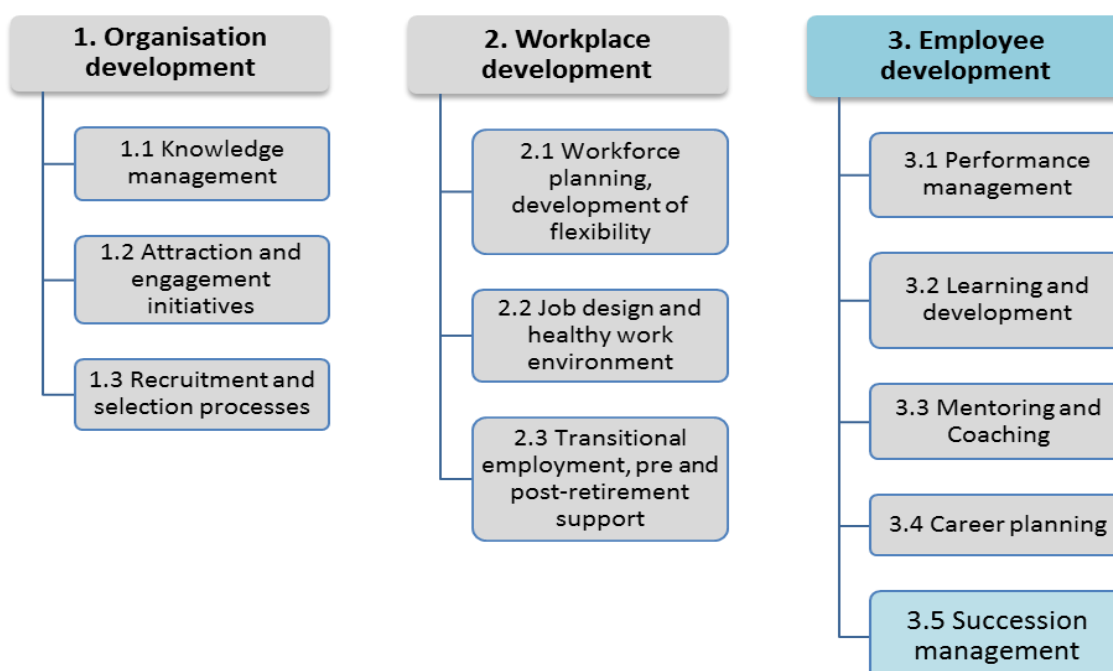 1. Organisation
development
1.1 Knowledge
management
1.2 Attraction and
engagement
initiatives
1.3 Recruitment and
selection processes
2. Workplace
development
2.1 Workforce
planning,
development of
flexibility
2.2 Job design and
healthy work
environment
2.3 Transitional
employment, pre and
post-retirement
support
3. Employee
development
3.1 Performance
management
3.2 Learning and
development
3.3 Mentoring and
Coaching
3.4 Career planning
3.5 Succession
management